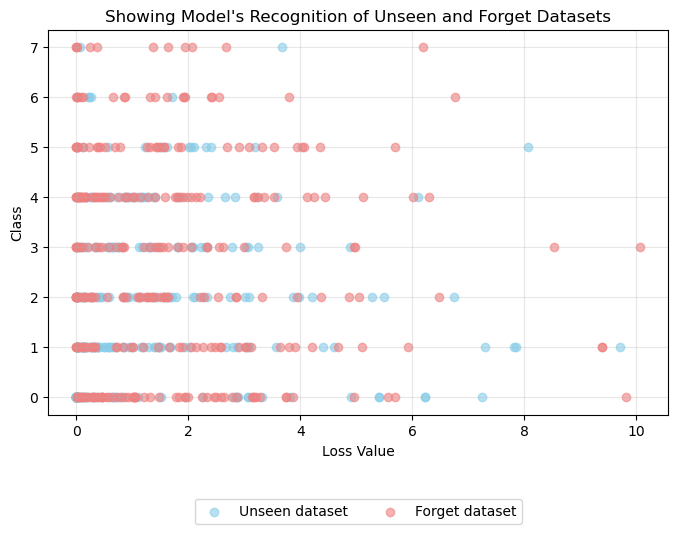 Showing Model's Recognition of Unseen and Forget Datasets
7
6
5
4
3
2
1
0
Class
0 2 4 6 8 10
Loss Value
Unseen dataset Forget dataset